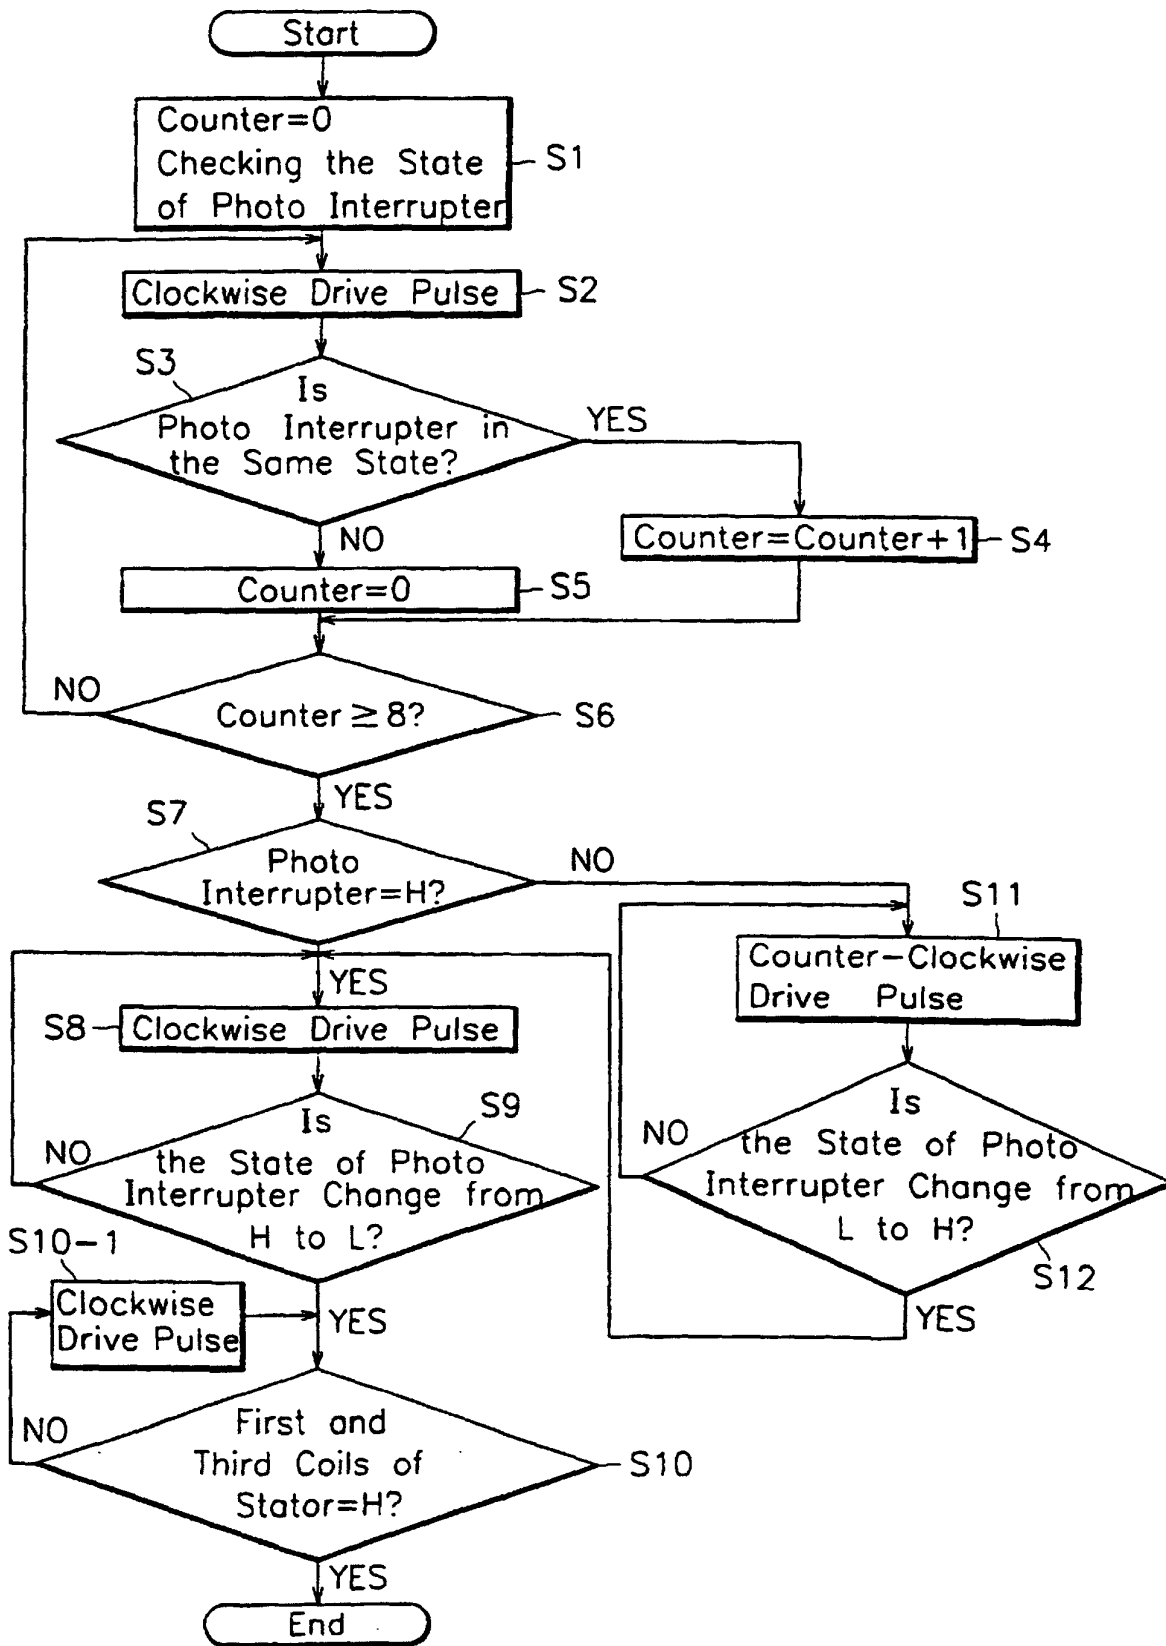 Start
Counter=0
Checking the State
of Photo Interrupter
S1
Clockwise Drive Pulse
S2
S3
Is
Photo Interrupter in
the Same State?
YES
NO
Counter=Counter+1
S4
Counter=0
S5
NO
Counter≥8?
S6
YES
S7
Photo
Interrupter=H?
NO
YES
S11
Counter-Clockwise
Drive Pulse
S8
Clockwise Drive Pulse
S9
Is
the State of Photo
Interrupter Change from
H to L?
NO
Is
the State of Photo
Interrupter Change from
L to H?
NO
S12
YES
S10-1
Clockwise
Drive Pulse
YES
NO
First and
Third Coils of
Stator=H?
S10
YES
End